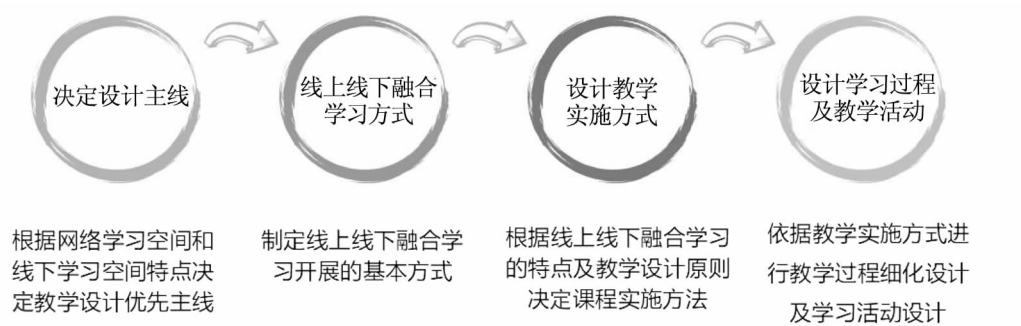 决定设计主线
线上线下融合
学习方式
设计教学
实施方式
设计学习过程
及教学活动
根据网络学习空间和
线下学习空间特点决
定教学设计优先主线
制定线上线下融合学
习开展的基本方式
根据线上线下融合学习
的特点及教学设计原则
决定课程实施方法
依据教学实施方式进
行教学过程细化设计
及学习活动设计